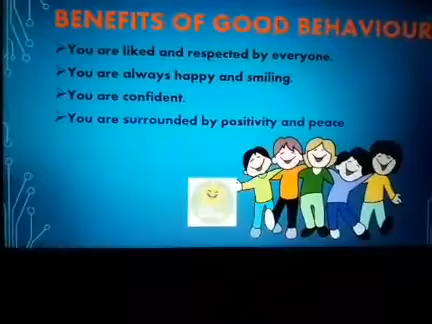 BENEFITS OF GOOD BEHAVIOUR
➢You are liked and respected by everyone.
➢You are always happy and smiling.
➢You are confident.
➢You are surrounded by positivity and peace